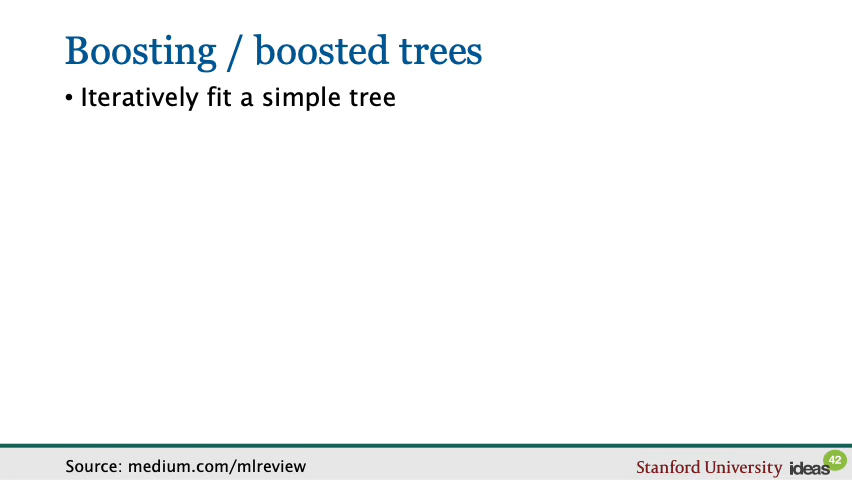 Boosting / boosted trees
• Iteratively fit a simple tree
Source: medium.com/mlreview
Stanford University
ideas
42